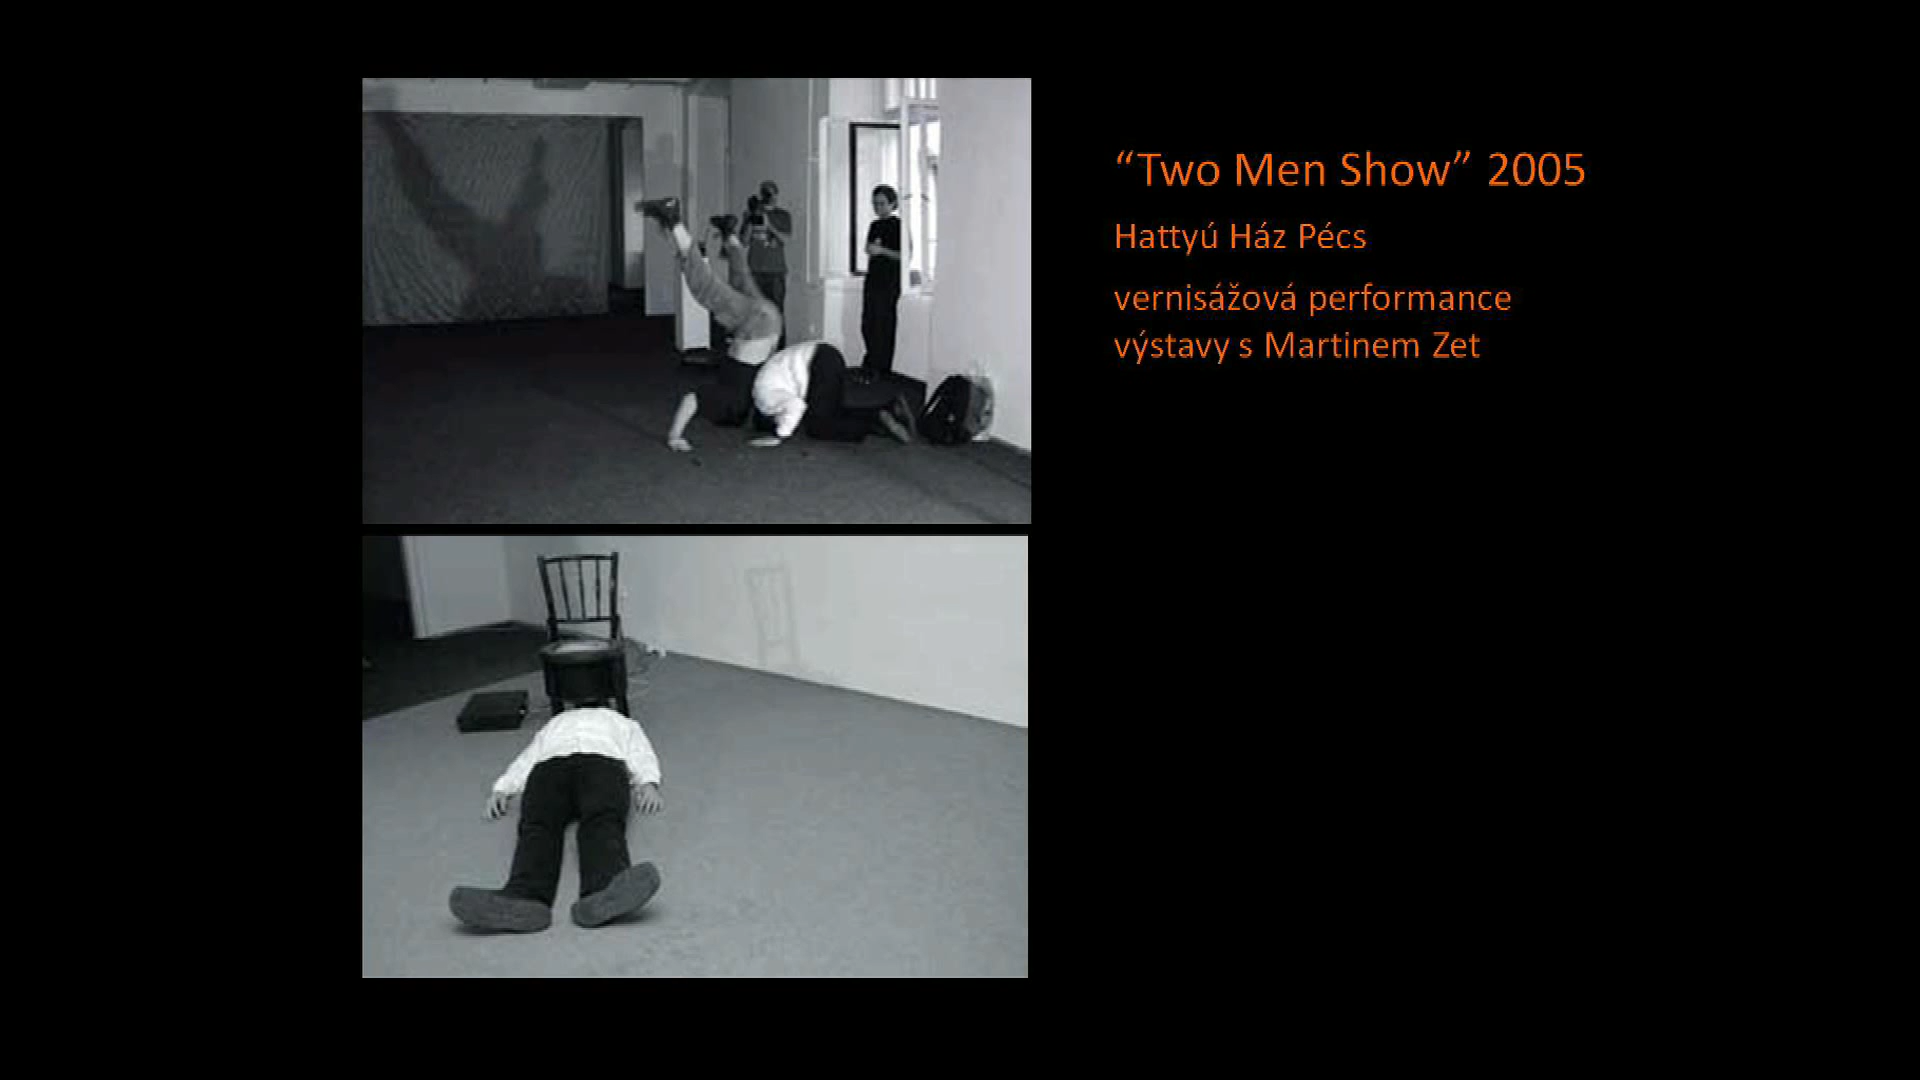 “Two Men Show” 2005
Hattyú Ház Pécs
vernisážová performance
výstavy s Martinem Zet